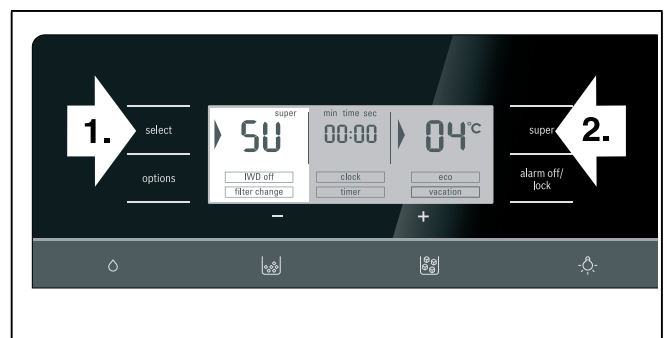 super min time sec
1. select SU 00:00 04°C super 2.
options IWD off clock eco alarm off/
filter change timer vacation lock
− +